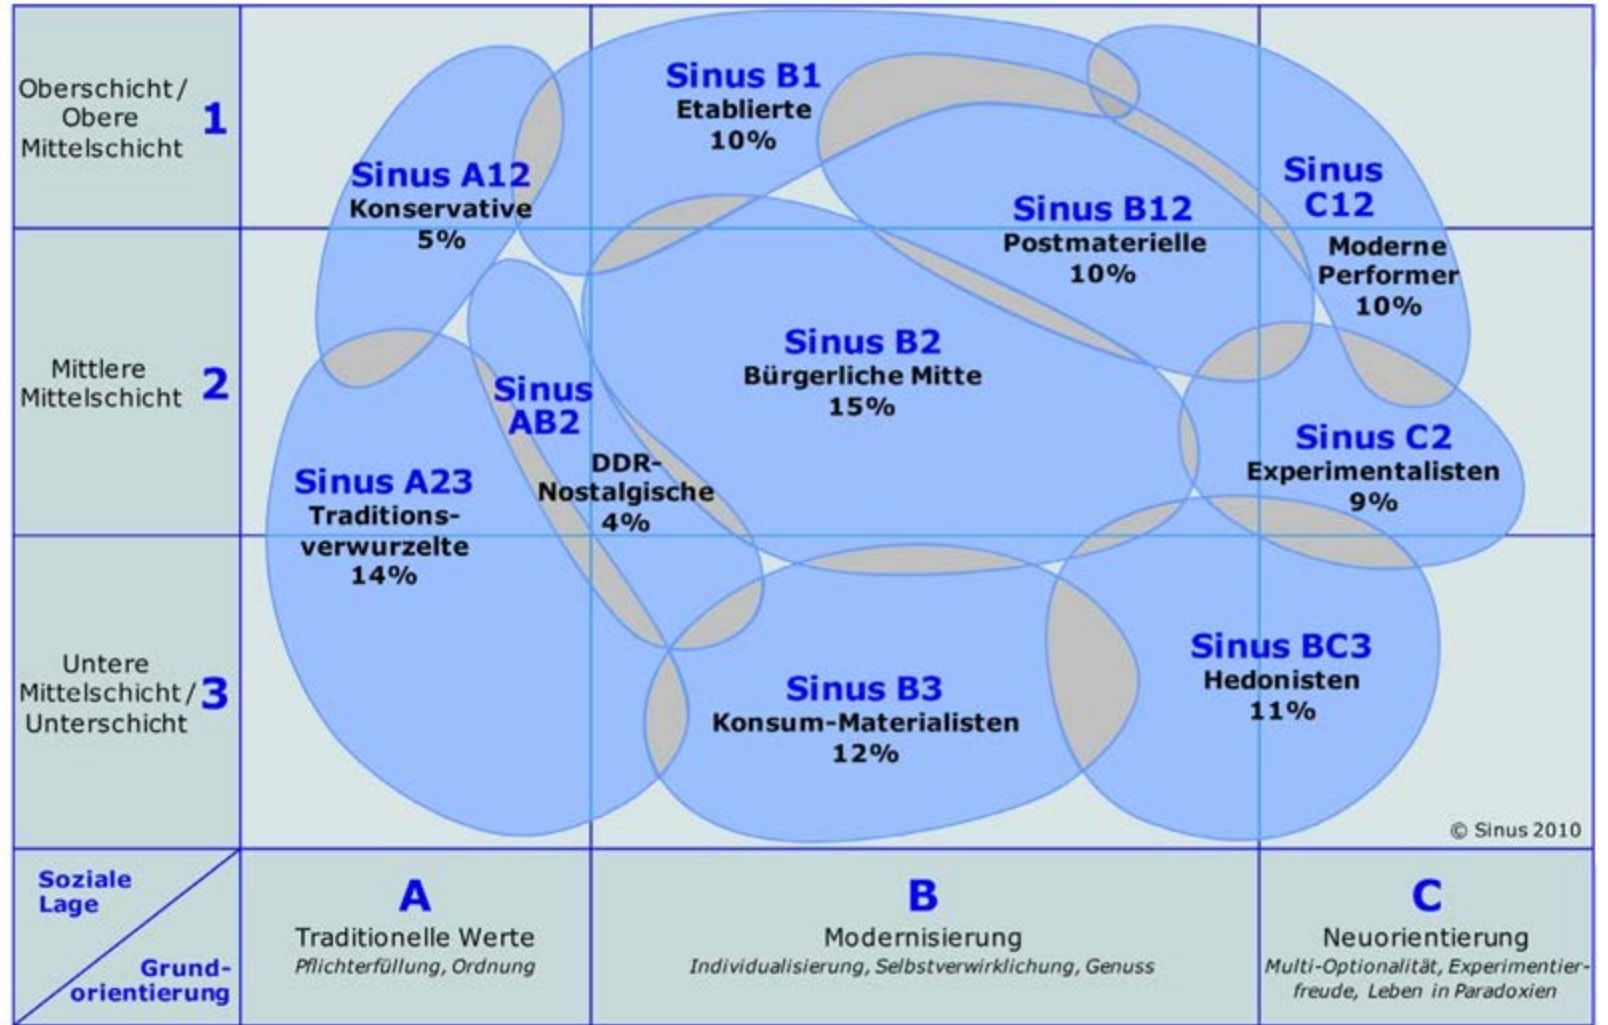 Oberschicht /
Obere
Mittelschicht
1
Sinus B1
Etablierte
10%
Sinus A12
Konservative
5%
Sinus B12
Postmaterielle
10%
Sinus
C12
Moderne
Performer
10%
Mittlere
Mittelschicht
2
Sinus B2
Bürgerliche Mitte
15%
Sinus
AB2
DDR-
Nostalgische
4%
Sinus A23
Traditions-
verwurzelte
14%
Sinus C2
Experimentalisten
9%
Untere
Mittelschicht /
Unterschicht
3
Sinus B3
Konsum-Materialisten
12%
Sinus BC3
Hedonisten
11%
© Sinus 2010
Soziale
Lage
Grund-
orientierung
A
Traditionelle Werte
Pflichterfüllung, Ordnung
B
Modernisierung
Individualisierung, Selbstverwirklichung, Genuss
C
Neuorientierung
Multi-Optionalität, Experimentier-
freude, Leben in Paradoxien